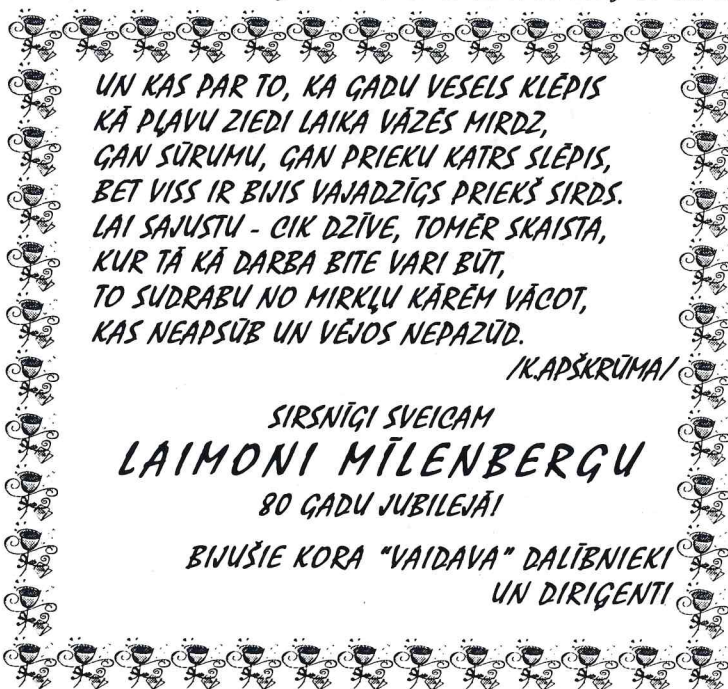 UN KAS PAR TO, KA GADU VESELS KLĒPIS
KĀ PĻAVU ZIEDI LAIKA VĀZĒS MIRDZ,
GAN SŪRUMU, GAN PRIEKU KATRS SLĒPIS,
BET VISS IR BIJIS VAJADZĪGS PRIEKŠ SIRDS.
LAI SAJUSTU - CIK DZĪVE, TOMĒR SKAISTA,
KUR TĀ KĀ DARBA BITE VARI BŪT,
TO SUDRABU NO MIRKĻU KĀRĒM VĀCOT,
KAS NEAPSŪB UN VĒJOS NEPAZŪD.
/K.APŠKRŪMA/
SIRSNĪGI SVEICAM
LAIMONI MĪLENBERGU
80 GADU JUBILEJĀ!
BIJUŠIE KORA "VAIDAVA" DALĪBNIEKI
UN DIRIĢENTI